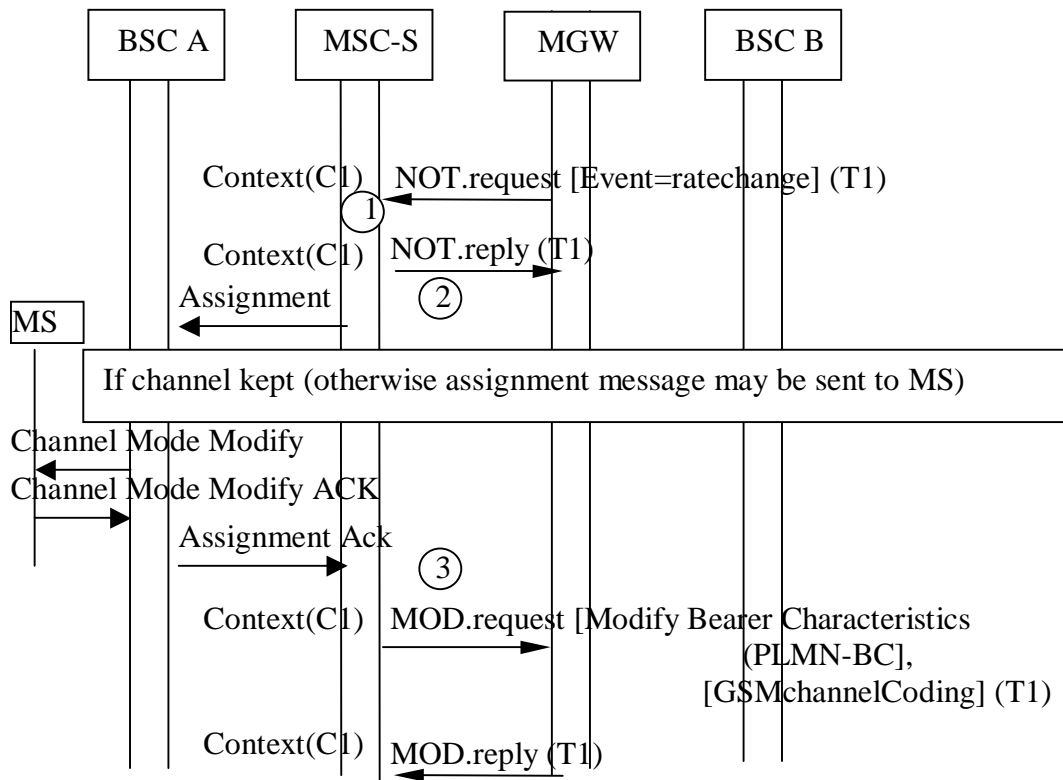 BSC A MSC-S MGW BSC B
Context(C1) NOT.request [Event=ratechange] (T1)
1
Context(C1) NOT.reply (T1)
Assignment 2
MS
If channel kept (otherwise assignment message may be sent to MS)
Channel Mode Modify
Channel Mode Modify ACK
Assignment Ack
3
Context(C1) MOD.request [Modify Bearer Characteristics
(PLMN-BC],
[GSMchannelCoding] (T1)
Context(C1) MOD.reply (T1)